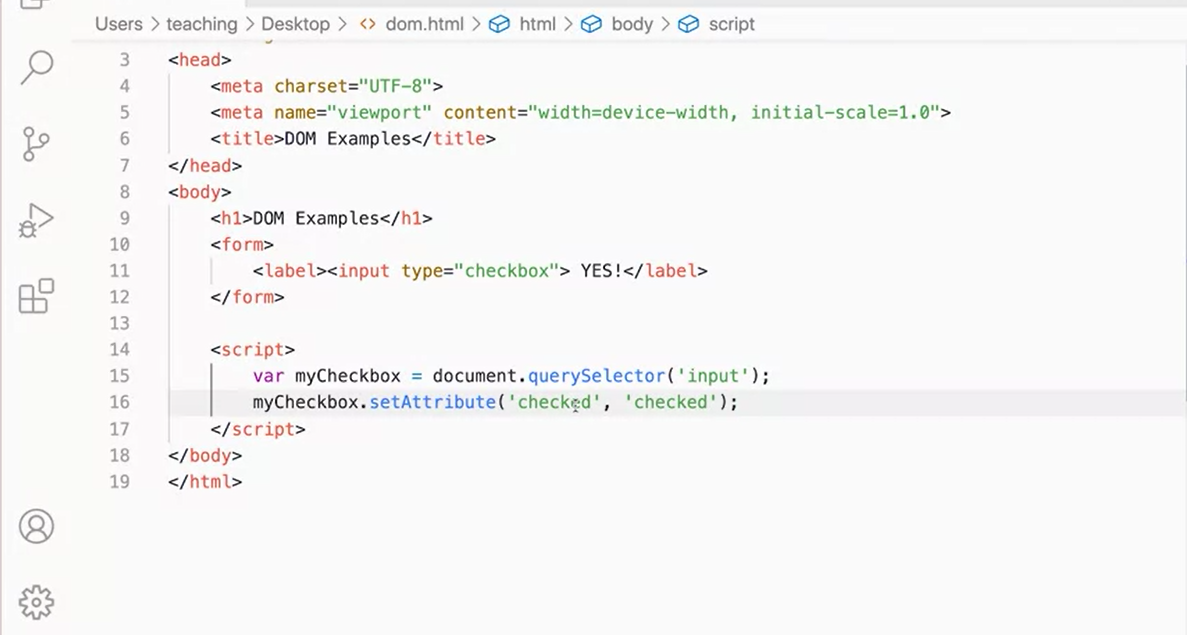 Users > teaching > Desktop > <> dom.html > html > body > script
3 <head>
4 <meta charset="UTF-8">
5 <meta name="viewport" content="width=device-width, initial-scale=1.0">
6 <title>DOM Examples</title>
7 </head>
8 <body>
9 <h1>DOM Examples</h1>
10 <form>
11 <label><input type="checkbox"> YES!</label>
12 </form>
13
14 <script>
15 var myCheckbox = document.querySelector('input');
16 myCheckbox.setAttribute('checked', 'checked');
17 </script>
18 </body>
19 </html>